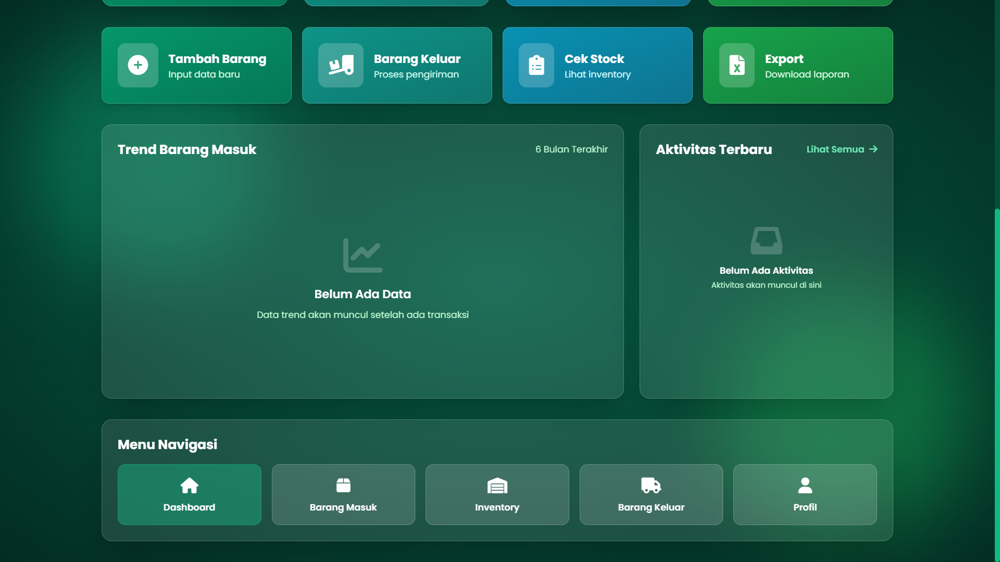 Tambah Barang
Input data baru
Barang Keluar
Proses pengiriman
Cek Stock
Lihat inventory
Export
Download laporan
Trend Barang Masuk
6 Bulan Terakhir
Belum Ada Data
Data trend akan muncul setelah ada transaksi
Aktivitas Terbaru
Lihat Semua
Belum Ada Aktivitas
Aktivitas akan muncul di sini
Menu Navigasi
Dashboard
Barang Masuk
Inventory
Barang Keluar
Profil